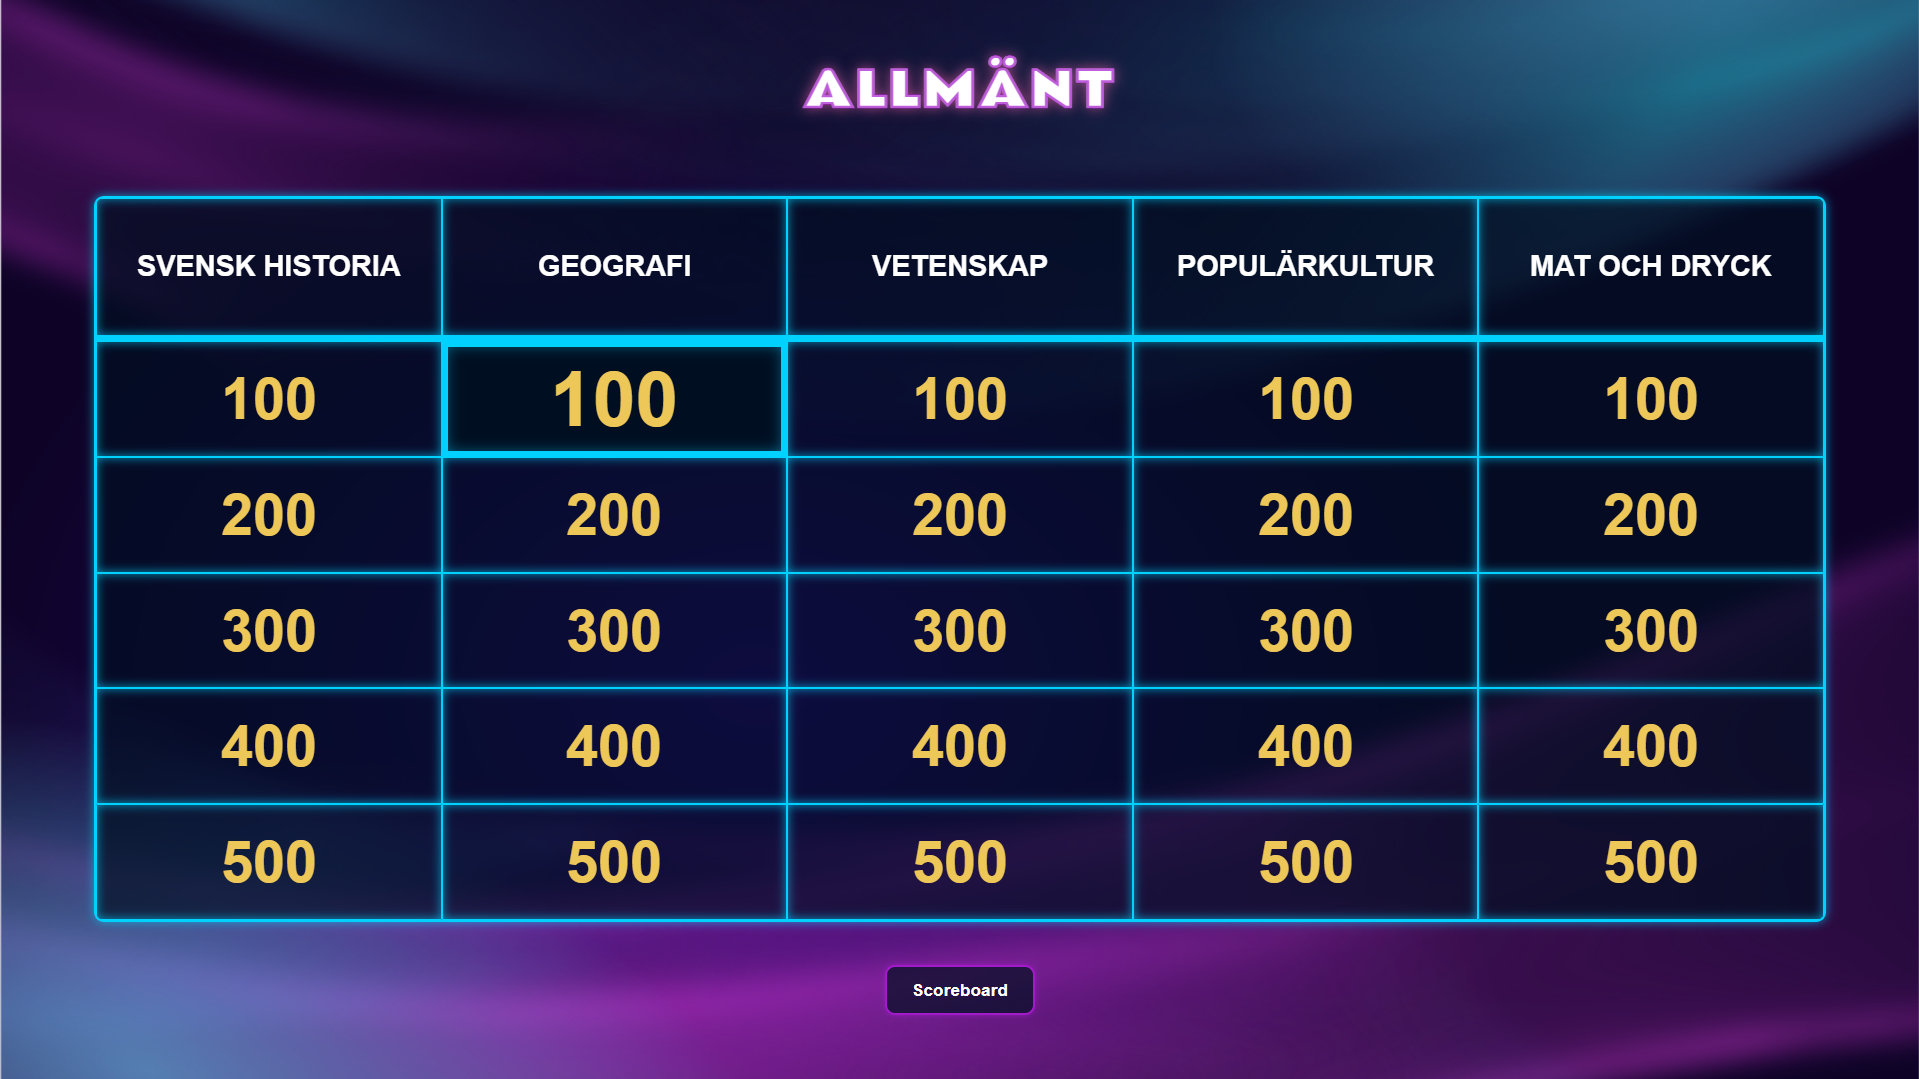 ALLMÄNT
SVENSK HISTORIA GEOGRAFI VETENSKAP POPULÄRKULTUR MAT OCH DRYCK
100 100 100 100 100
200 200 200 200 200
300 300 300 300 300
400 400 400 400 400
500 500 500 500 500
Scoreboard